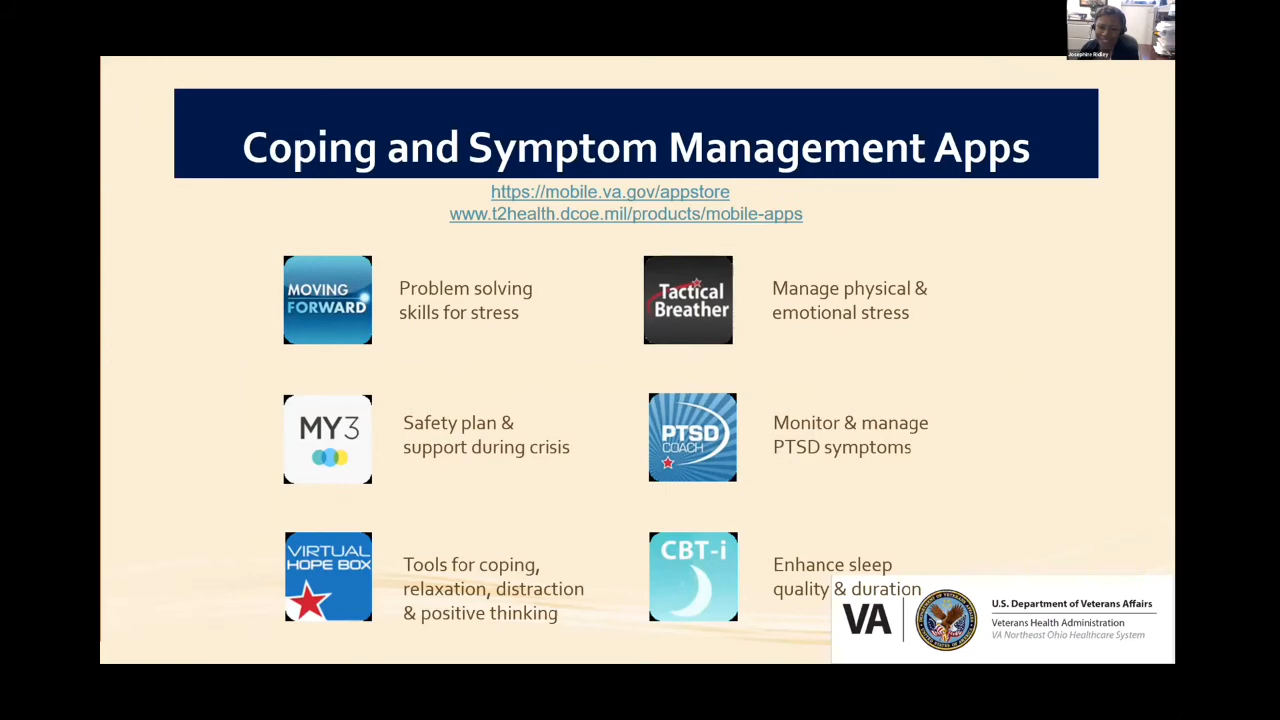 Josephine Ridley
Coping and Symptom Management Apps
https://mobile.va.gov/appstore
www.t2health.dcoe.mil/products/mobile-apps
MOVING
FORWARD
Problem solving
skills for stress
Tactical
Breather
Manage physical &
emotional stress
MY3
Safety plan &
support during crisis
PTSD
COACH
Monitor & manage
PTSD symptoms
VIRTUAL
HOPE BOX
Tools for coping,
relaxation, distraction
& positive thinking
CBT-i
Enhance sleep
quality & duration
VA
U.S. Department of Veterans Affairs
Veterans Health Administration
VA Northeast Ohio Healthcare System